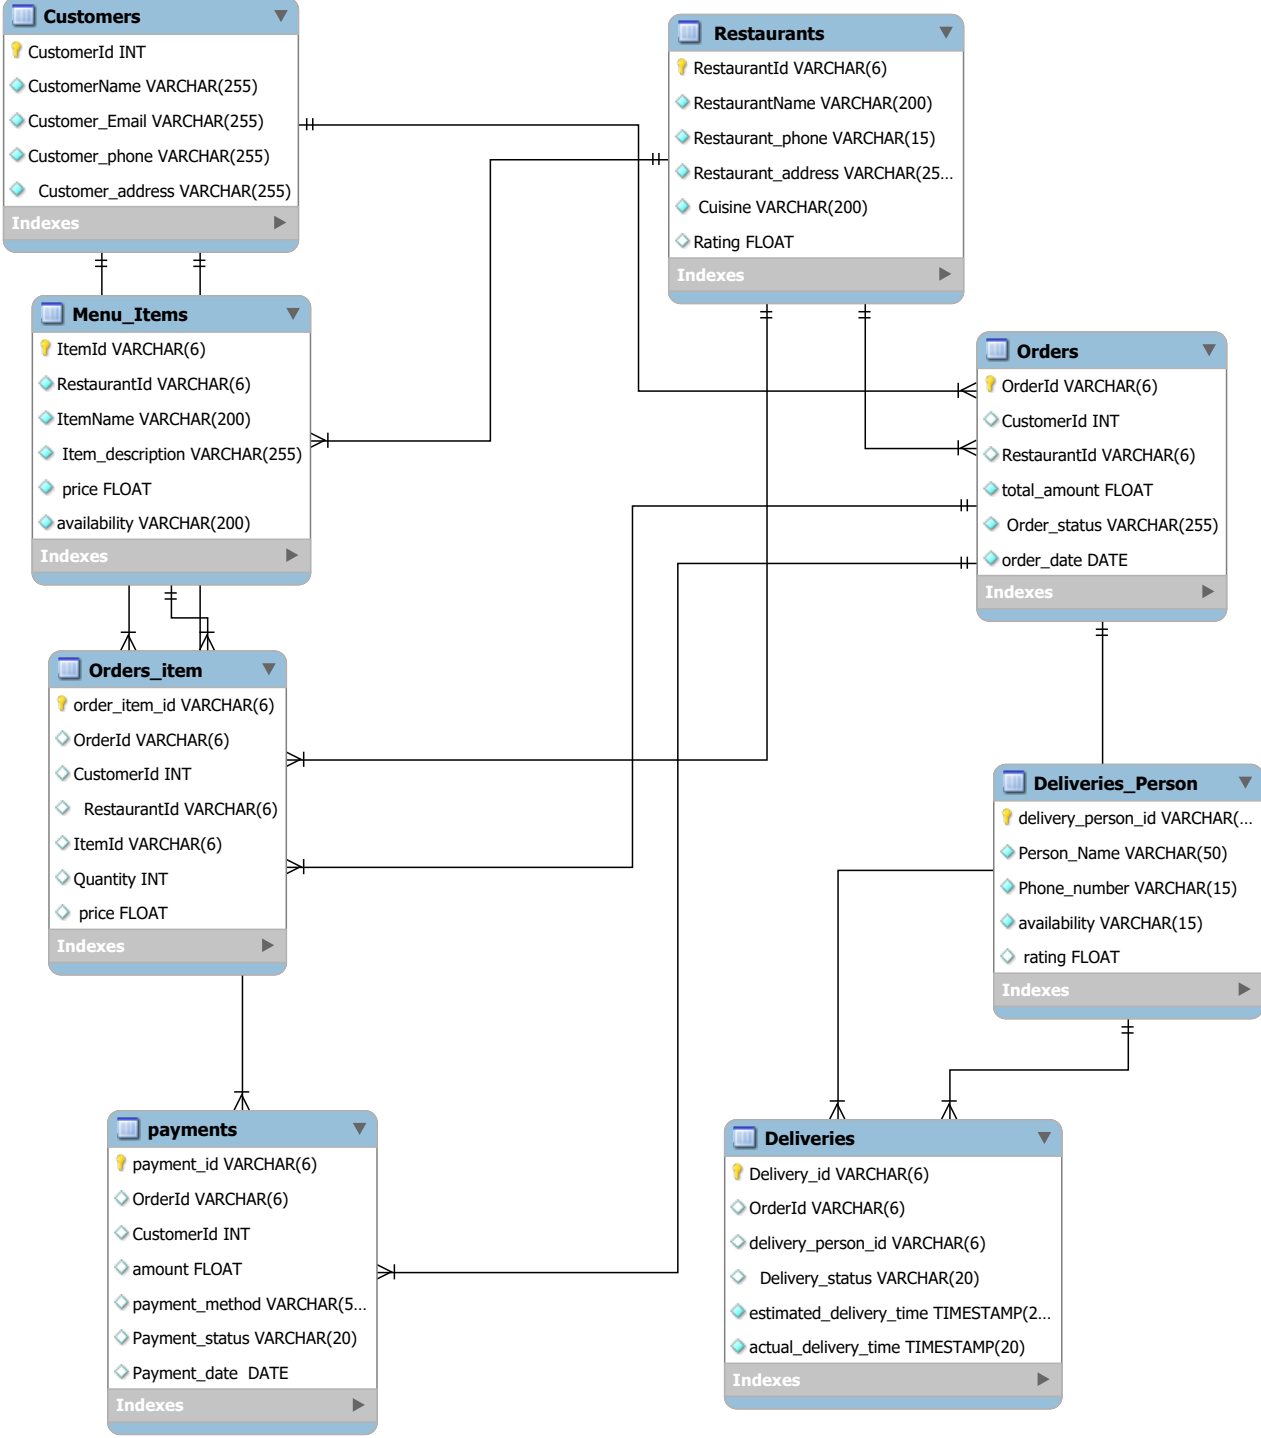 Customers
CustomerId INT
CustomerName VARCHAR(255)
Customer_Email VARCHAR(255)
Customer_phone VARCHAR(255)
Customer_address VARCHAR(255)
Indexes
Restaurants
RestaurantId VARCHAR(6)
RestaurantName VARCHAR(200)
Restaurant_phone VARCHAR(15)
Restaurant_address VARCHAR(25...
Cuisine VARCHAR(200)
Rating FLOAT
Indexes
Menu_Items
ItemId VARCHAR(6)
RestaurantId VARCHAR(6)
ItemName VARCHAR(200)
Item_description VARCHAR(255)
price FLOAT
availability VARCHAR(200)
Indexes
Orders
OrderId VARCHAR(6)
CustomerId INT
RestaurantId VARCHAR(6)
total_amount FLOAT
Order_status VARCHAR(255)
order_date DATE
Indexes
Orders_item
order_item_id VARCHAR(6)
OrderId VARCHAR(6)
CustomerId INT
RestaurantId VARCHAR(6)
ItemId VARCHAR(6)
Quantity INT
price FLOAT
Indexes
Deliveries_Person
delivery_person_id VARCHAR(...
Person_Name VARCHAR(50)
Phone_number VARCHAR(15)
availability VARCHAR(15)
rating FLOAT
Indexes
payments
payment_id VARCHAR(6)
OrderId VARCHAR(6)
CustomerId INT
amount FLOAT
payment_method VARCHAR(5...
Payment_status VARCHAR(20)
Payment_date DATE
Indexes
Deliveries
Delivery_id VARCHAR(6)
OrderId VARCHAR(6)
delivery_person_id VARCHAR(6)
Delivery_status VARCHAR(20)
estimated_delivery_time TIMESTAMP(2...
actual_delivery_time TIMESTAMP(20)
Indexes